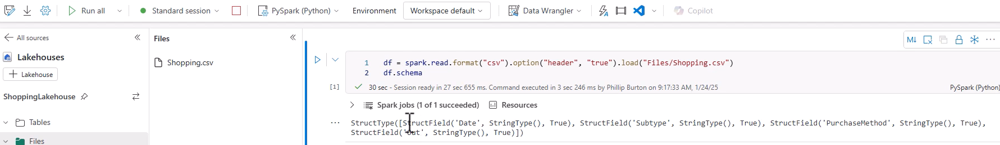 Run all
Standard session
PySpark (Python)
Environment
Workspace default
Data Wrangler
Copilot
All sources
Lakehouses
Lakehouse
ShoppingLakehouse
Tables
Files
Files
Shopping.csv
M↓
1 df = spark.read.format("csv").option("header", "true").load("Files/Shopping.csv")
2 df.schema
[1]
30 sec - Session ready in 27 sec 655 ms. Command executed in 3 sec 246 ms by Phillip Burton on 9:17:33 AM, 1/24/25
PySpark (Python)
Spark jobs (1 of 1 succeeded) Resources
StructType([StructField('Date', StringType(), True), StructField('Subtype', StringType(), True), StructField('PurchaseMethod', StringType(), True),
StructField('Out', StringType(), True)])